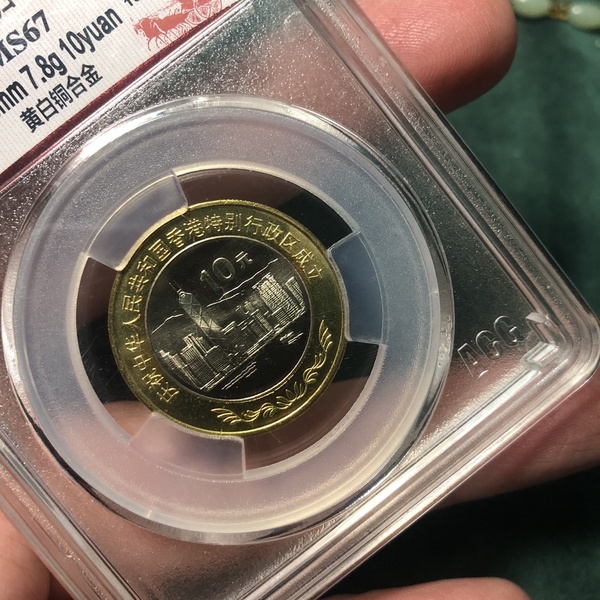 MS67
mm 7.8g 10yuan
黄白铜合金
庆祝中华人民共和国香港特别行政区成立
10元
ACG